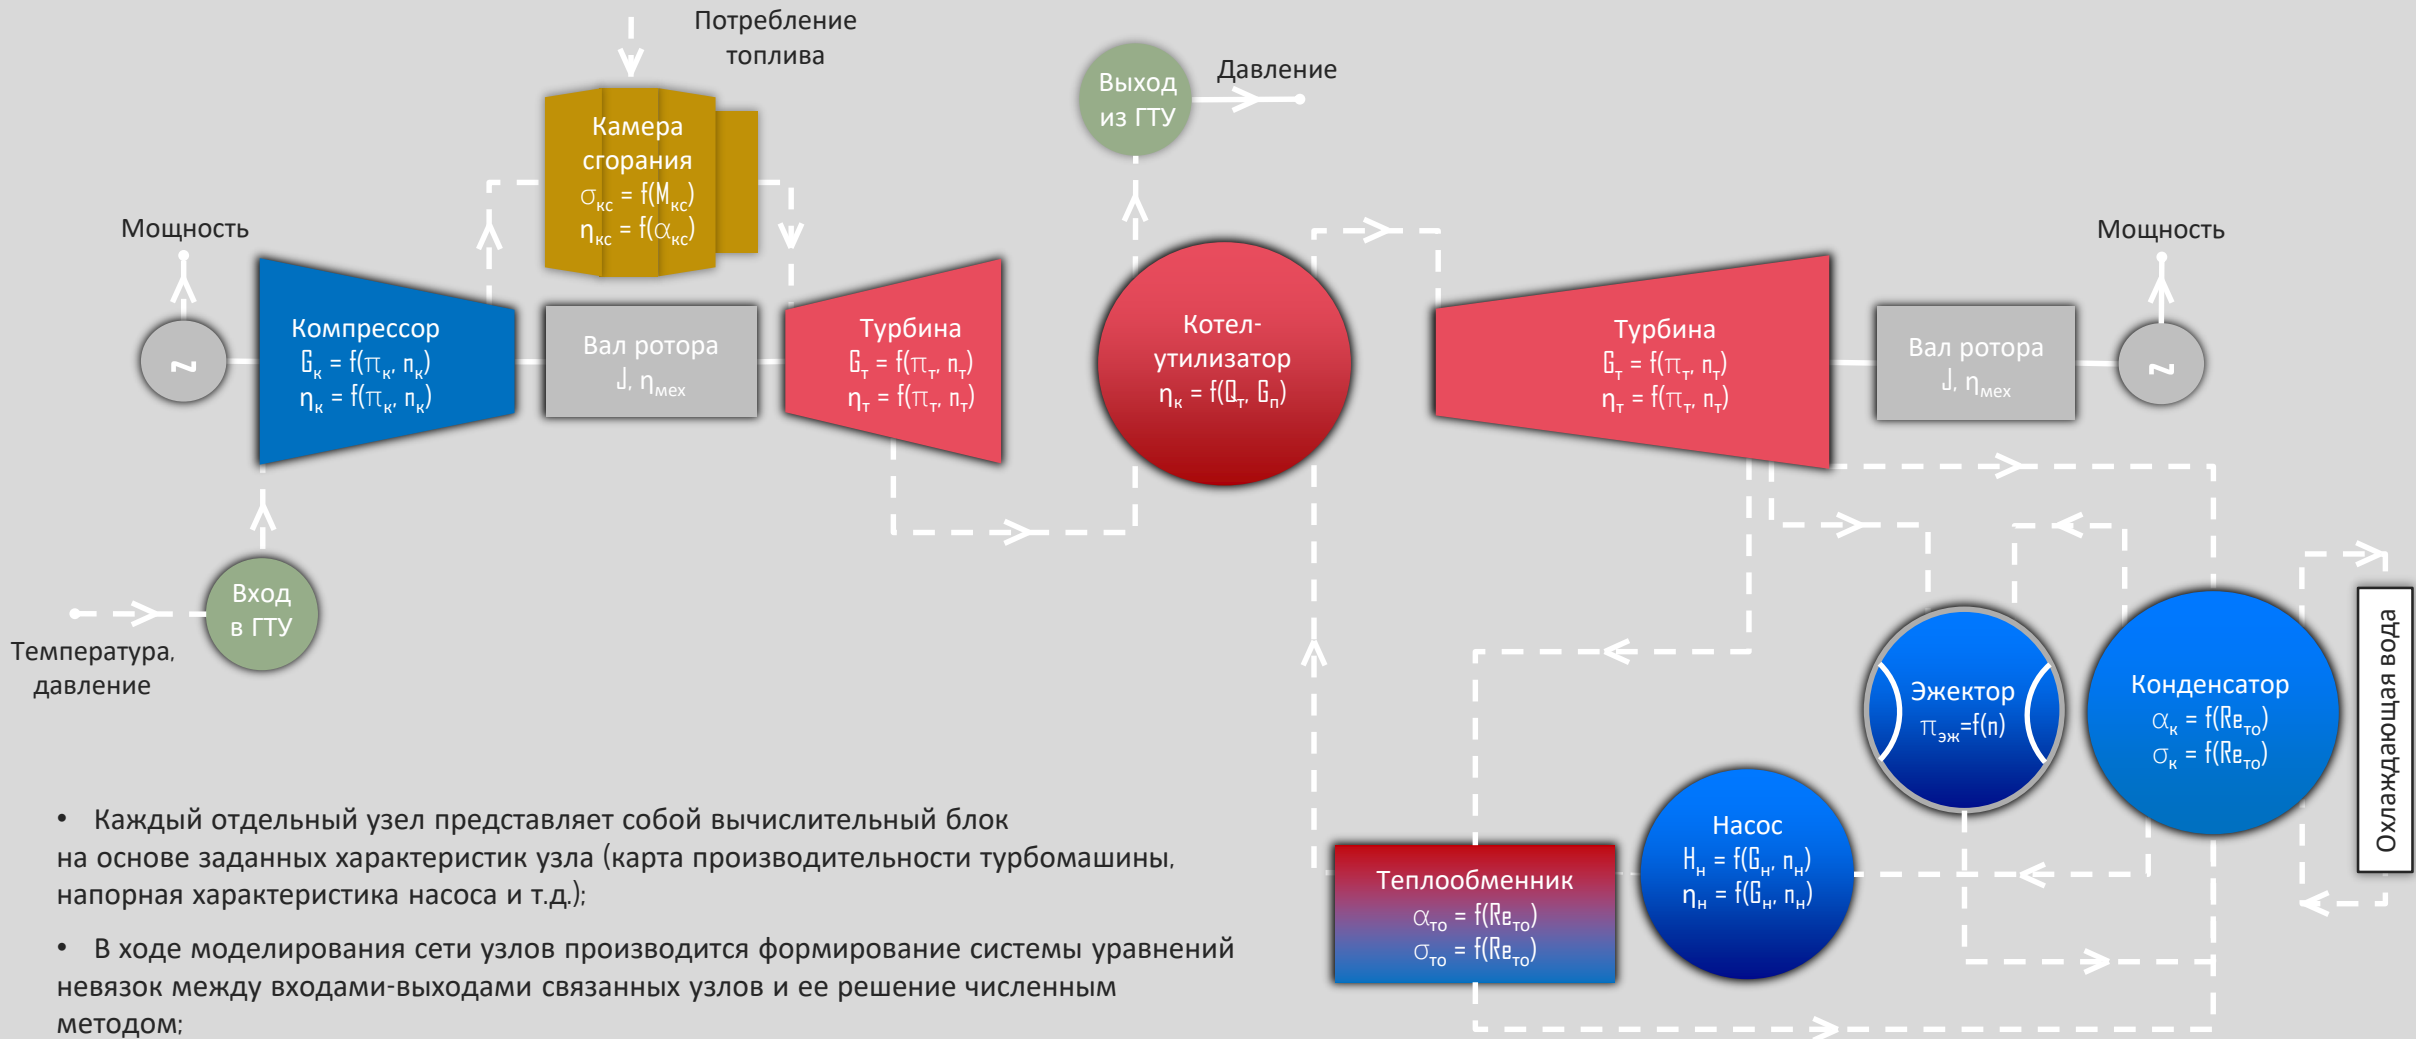 Потребление
топлива
Выход
из ГТУ
Давление
Камера
сгорания
σкс = f(Mкс)
ηкс = f(αкс)
Мощность
Мощность
Компрессор
Gк = f(πк, nк)
ηк = f(πк, nк)
Вал ротора
J, ηмех
Турбина
Gт = f(πт, nт)
ηт = f(πт, nт)
Котел-
утилизатор
ηк = f(Qт, Gп)
Турбина
Gт = f(πт, nт)
ηт = f(πт, nт)
Вал ротора
J, ηмех
~
~
Вход
в ГТУ
Температура,
давление
Эжектор
πэж=f(n)
Конденсатор
αк = f(Reто)
σк = f(Reто)
Охлаждающая вода
Насос
Hн = f(Gн, nн)
ηн = f(Gн, nн)
Теплообменник
αто = f(Reто)
σто = f(Reто)
• Каждый отдельный узел представляет собой вычислительный блок
на основе заданных характеристик узла (карта производительности турбомашины,
напорная характеристика насоса и т.д.);
• В ходе моделирования сети узлов производится формирование системы уравнений
невязок между входами-выходами связанных узлов и ее решение численным
методом;